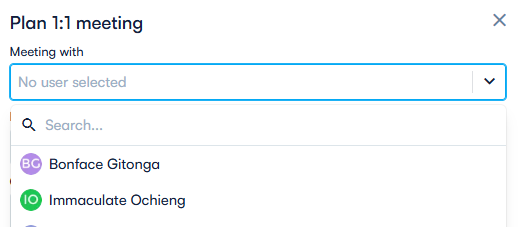 Plan 1:1 meeting
Meeting with
No user selected
Search...
BG Bonface Gitonga
IO Immaculate Ochieng